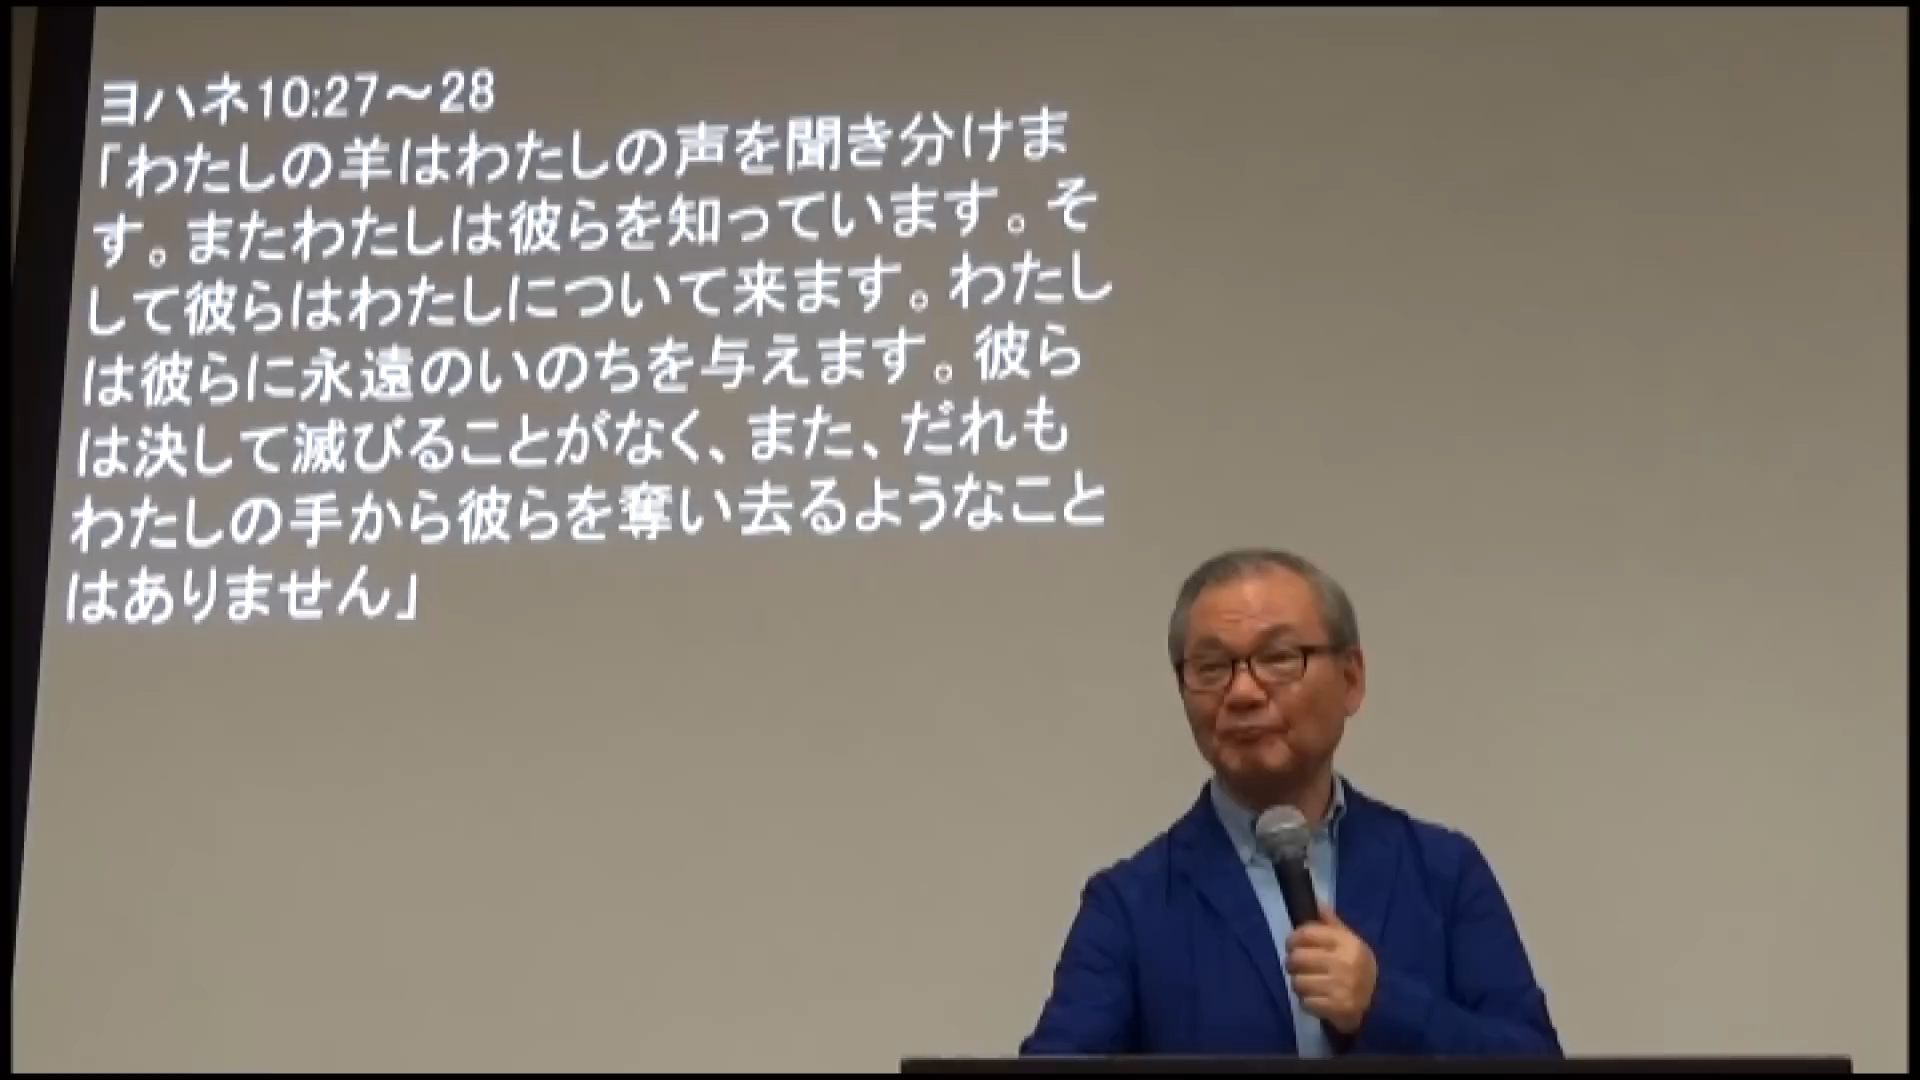 ヨハネ10:27～28
「わたしの羊はわたしの声を聞き分けま
す。またわたしは彼らを知っています。そ
して彼らはわたしについて来ます。わたし
は彼らに永遠のいのちを与えます。彼ら
は決して滅びることがなく、また、だれも
わたしの手から彼らを奪い去るようなこと
はありません」